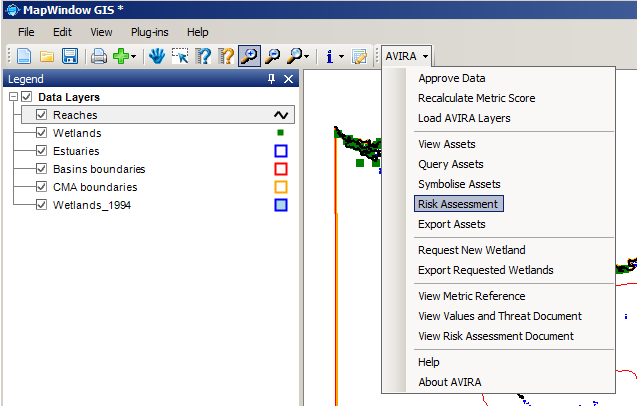 MapWindow GIS *
File Edit View Plug-ins Help
AVIRA
Legend
Data Layers
Reaches
Wetlands
Estuaries
Basins boundaries
CMA boundaries
Wetlands_1994
Approve Data
Recalculate Metric Score
Load AVIRA Layers
View Assets
Query Assets
Symbolise Assets
Risk Assessment
Export Assets
Request New Wetland
Export Requested Wetlands
View Metric Reference
View Values and Threat Document
View Risk Assessment Document
Help
About AVIRA